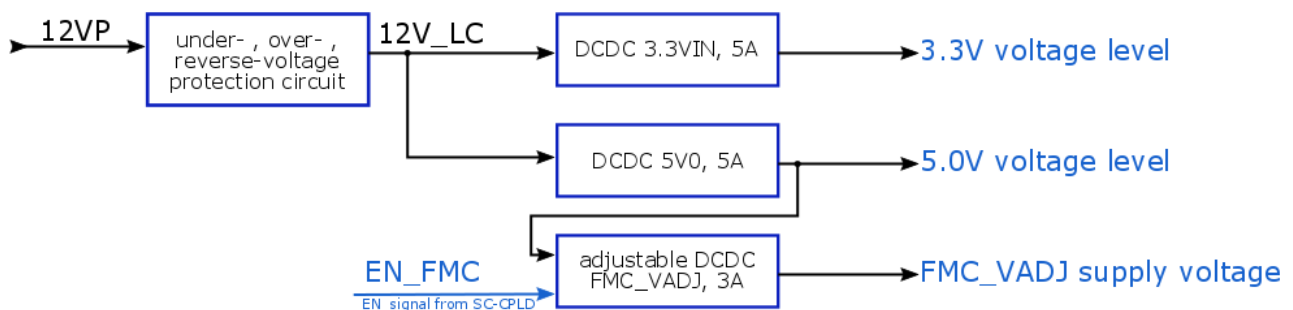 12VP
under- , over- ,
reverse-voltage
protection circuit
12V_LC
DCDC 3.3VIN, 5A
3.3V voltage level
DCDC 5V0, 5A
5.0V voltage level
EN_FMC
EN signal from SC-CPLD
adjustable DCDC
FMC_VADJ, 3A
FMC_VADJ supply voltage